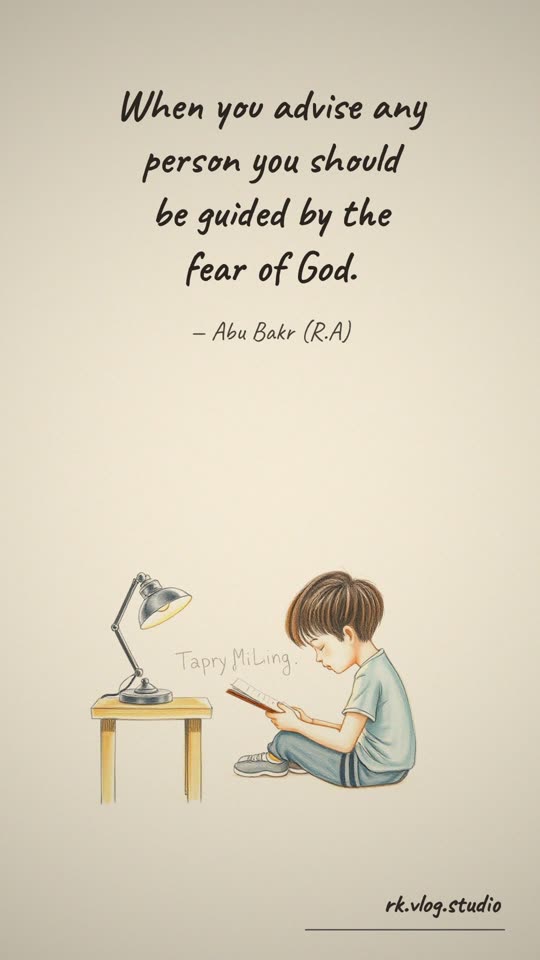 When you advise any
person you should
be guided by the
fear of God.
– Abu Bakr (R.A)
Tapry MiLing.
rk.vlog.studio